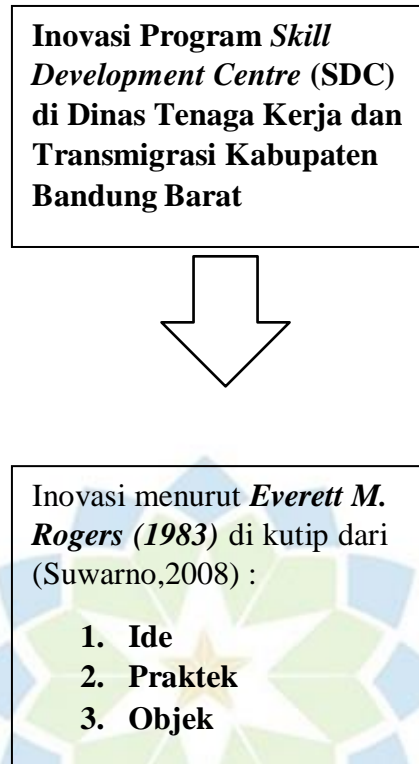 Inovasi Program Skill
Development Centre (SDC)
di Dinas Tenaga Kerja dan
Transmigrasi Kabupaten
Bandung Barat
Inovasi menurut Everett M.
Rogers (1983) di kutip dari
(Suwarno,2008) :
1. Ide
2. Praktek
3. Objek